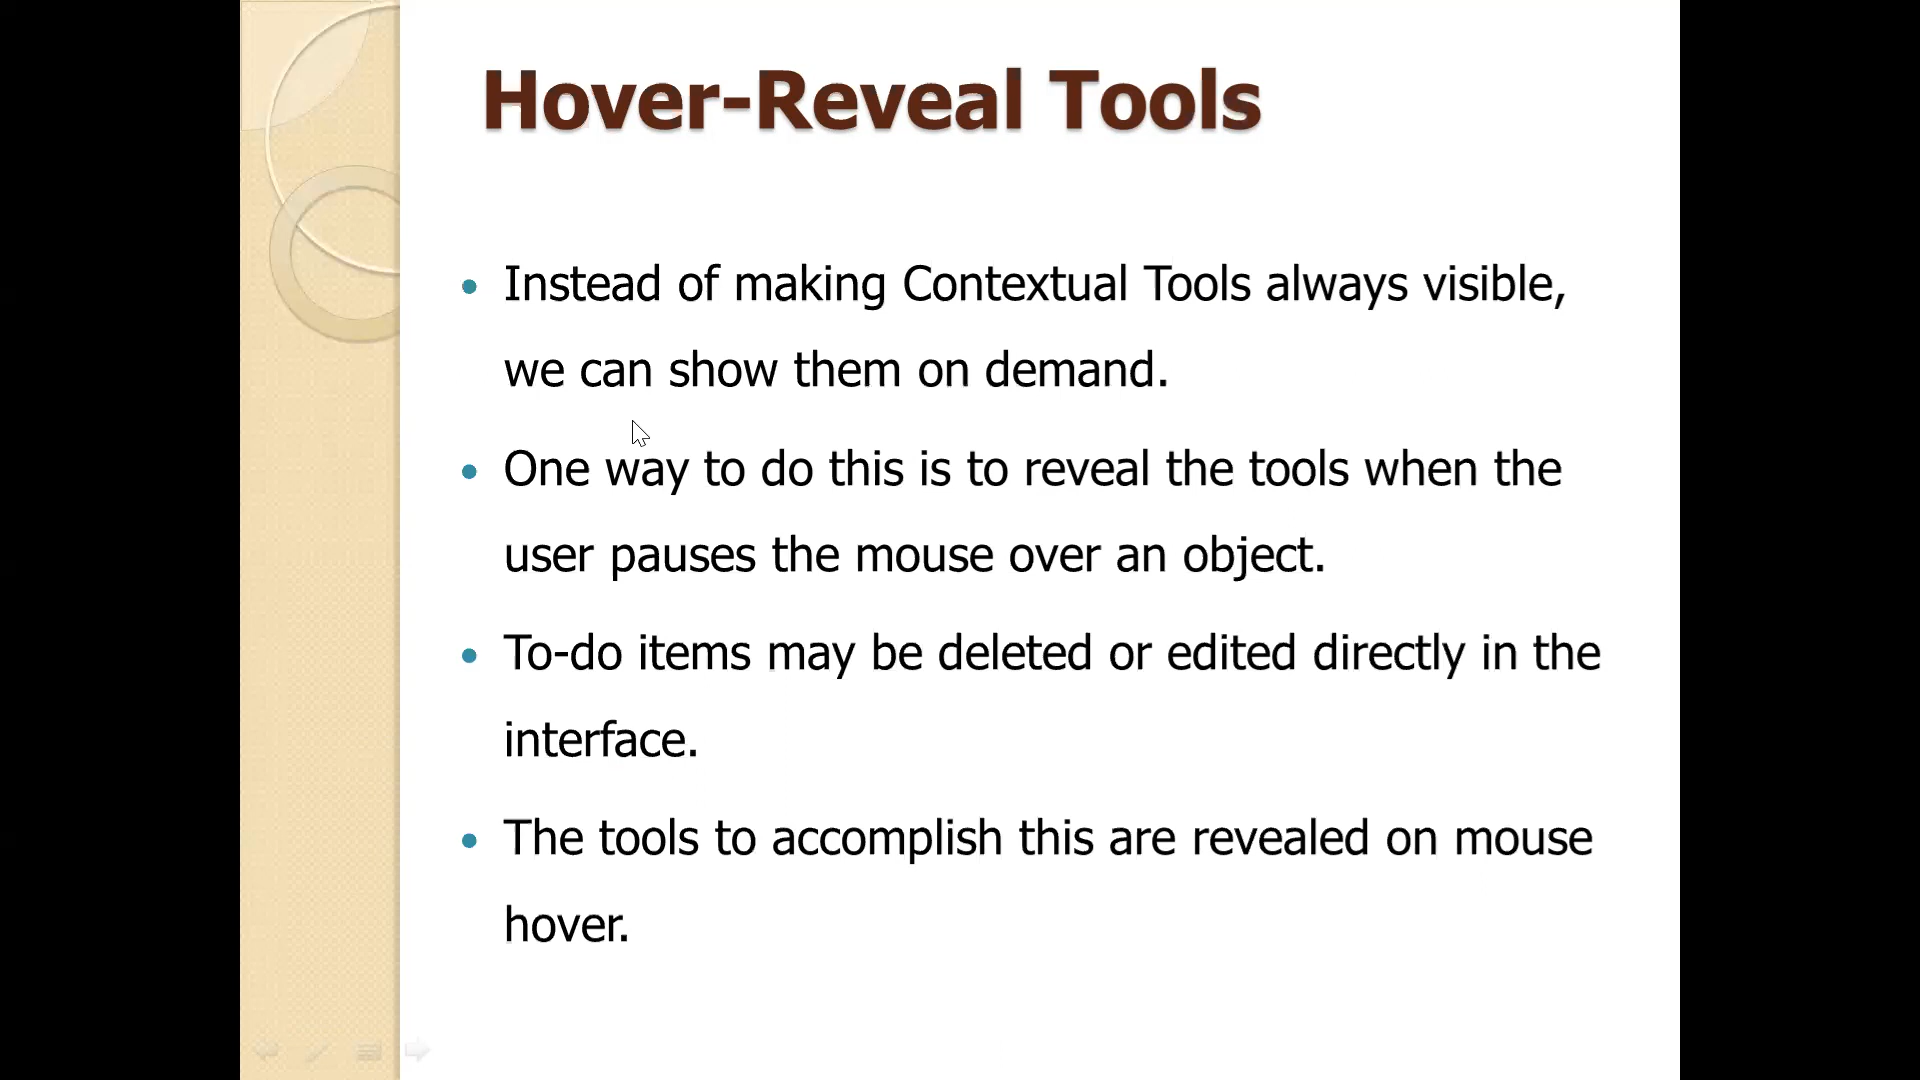 Hover-Reveal Tools
• Instead of making Contextual Tools always visible,
we can show them on demand.
• One way to do this is to reveal the tools when the
user pauses the mouse over an object.
• To-do items may be deleted or edited directly in the
interface.
• The tools to accomplish this are revealed on mouse
hover.